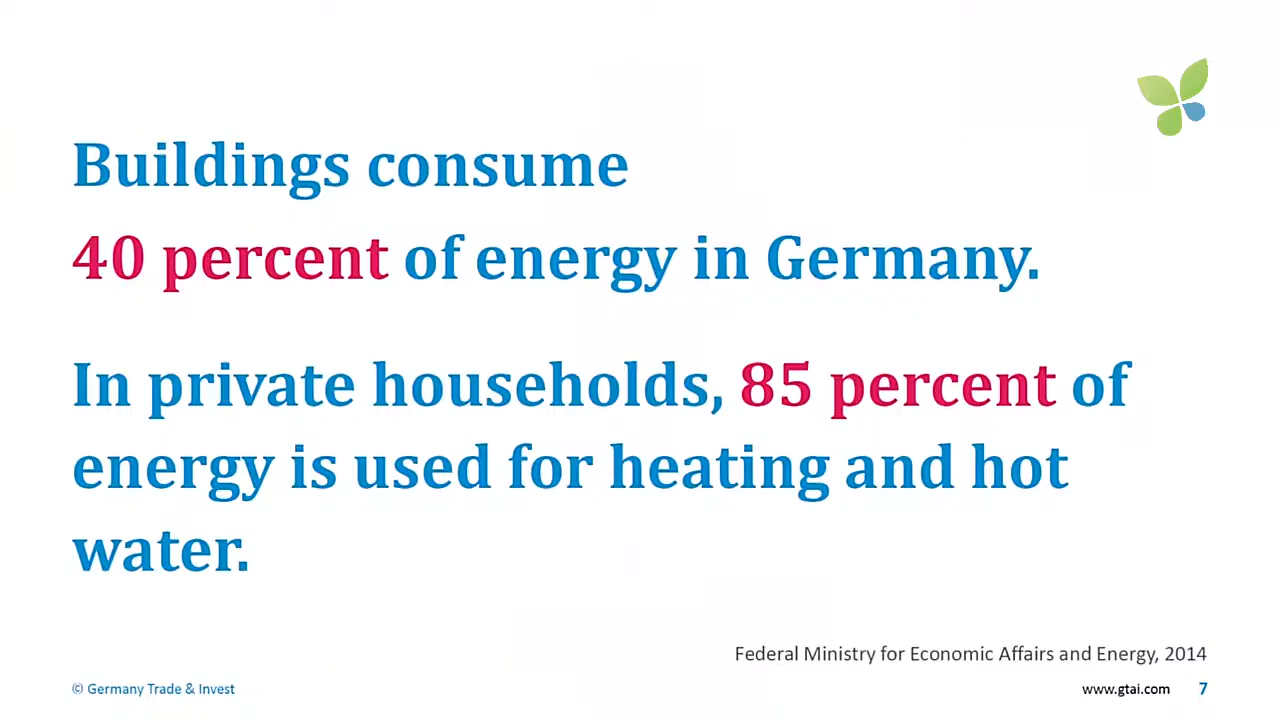 Buildings consume
40 percent of energy in Germany.
In private households, 85 percent of
energy is used for heating and hot
water.
Federal Ministry for Economic Affairs and Energy, 2014
© Germany Trade & Invest
www.gtai.com 7